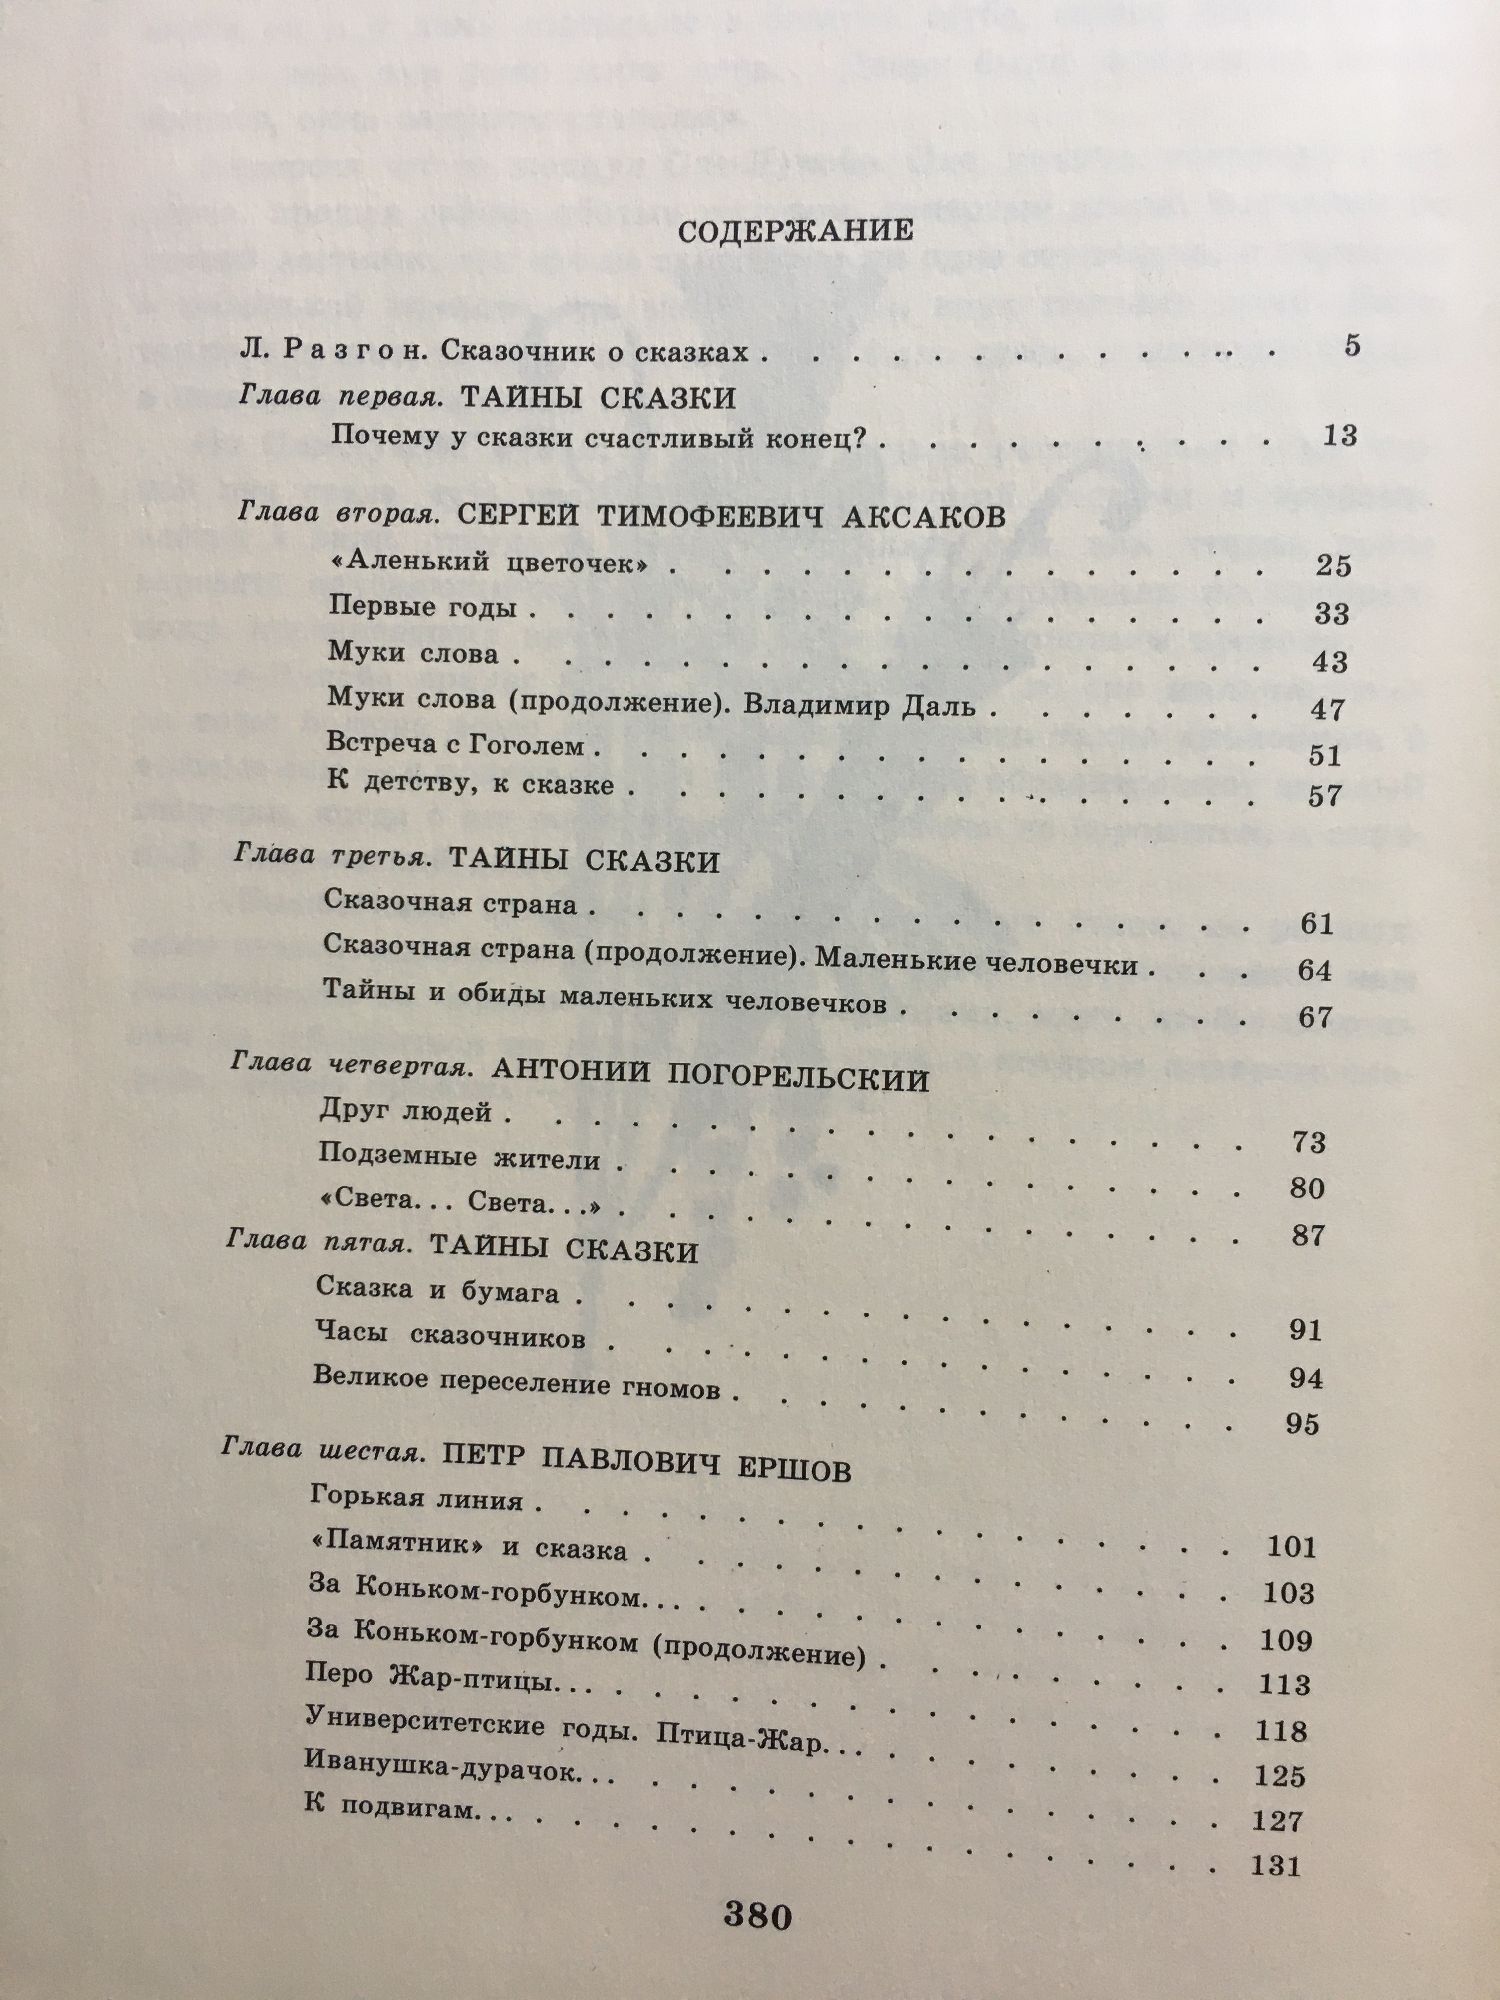 СОДЕРЖАНИЕ
Л. Разгон. Сказочник о сказках . . . . . . . . . . . . . . 5
Глава первая. ТАЙНЫ СКАЗКИ
Почему у сказки счастливый конец? . . . . . . . . . . 13
Глава вторая. СЕРГЕЙ ТИМОФЕЕВИЧ АКСАКОВ
«Аленький цветочек» . . . . . . . . . . . . . . . 25
Первые годы . . . . . . . . . . . . . . . . . . 33
Муки слова . . . . . . . . . . . . . . . . . . 43
Муки слова (продолжение). Владимир Даль . . . . . . . 47
Встреча с Гоголем . . . . . . . . . . . . . . . . 51
К детству, к сказке . . . . . . . . . . . . . . . 57
Глава третья. ТАЙНЫ СКАЗКИ
Сказочная страна . . . . . . . . . . . . . . . . 61
Сказочная страна (продолжение). Маленькие человечки . . . 64
Тайны и обиды маленьких человечков . . . . . . . . . 67
Глава четвертая. АНТОНИЙ ПОГОРЕЛЬСКИЙ
Друг людей . . . . . . . . . . . . . . . . . . 73
Подземные жители . . . . . . . . . . . . . . . 80
«Света... Света...» . . . . . . . . . . . . . . . 87
Глава пятая. ТАЙНЫ СКАЗКИ
Сказка и бумага . . . . . . . . . . . . . . . . 91
Часы сказочников . . . . . . . . . . . . . . . 94
Великое переселение гномов . . . . . . . . . . . . 95
Глава шестая. ПЕТР ПАВЛОВИЧ ЕРШОВ
Горькая линия . . . . . . . . . . . . . . . . . 101
«Памятник» и сказка . . . . . . . . . . . . . . 103
За Коньком-горбунком... . . . . . . . . . . . . . . 109
За Коньком-горбунком (продолжение) . . . . . . . . . 113
Перо Жар-птицы... . . . . . . . . . . . . . . . . 118
Университетские годы. Птица-Жар... . . . . . . . . . . 125
Иванушка-дурачок... . . . . . . . . . . . . . . . 127
К подвигам... . . . . . . . . . . . . . . . . . . 131
380